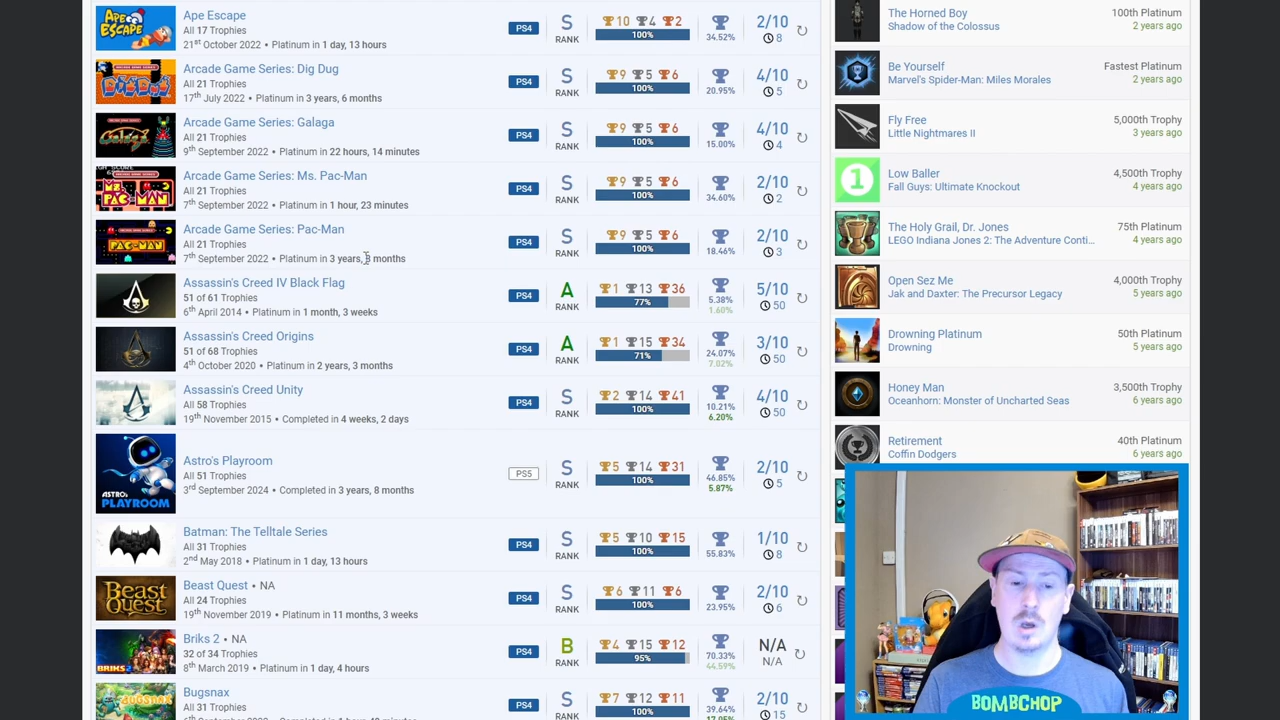 Ape Escape
All 17 Trophies
21st October 2022 • Platinum in 1 day, 13 hours
PS4
S
RANK
10 4 2
100%
34.52%
2/10
8
Arcade Game Series: Dig Dug
All 21 Trophies
17th July 2022 • Platinum in 3 years, 6 months
PS4
S
RANK
9 5 6
100%
20.95%
4/10
5
Arcade Game Series: Galaga
All 21 Trophies
9th September 2022 • Platinum in 22 hours, 14 minutes
PS4
S
RANK
9 5 6
100%
15.00%
4/10
4
Arcade Game Series: Ms. Pac-Man
All 21 Trophies
7th September 2022 • Platinum in 1 hour, 23 minutes
PS4
S
RANK
9 5 6
100%
34.60%
2/10
2
Arcade Game Series: Pac-Man
All 21 Trophies
7th September 2022 • Platinum in 3 years, 8 months
PS4
S
RANK
9 5 6
100%
18.46%
2/10
3
Assassin's Creed IV Black Flag
51 of 61 Trophies
6th April 2014 • Platinum in 1 month, 3 weeks
PS4
A
RANK
1 13 36
77%
5.38%
1.60%
5/10
50
Assassin's Creed Origins
51 of 68 Trophies
4th October 2020 • Platinum in 2 years, 3 months
PS4
A
RANK
1 15 34
71%
24.07%
7.02%
3/10
50
Assassin's Creed Unity
All 58 Trophies
19th November 2015 • Completed in 4 weeks, 2 days
PS4
S
RANK
2 14 41
100%
10.21%
6.20%
4/10
50
ASTRO's
PLAYROOM
Astro's Playroom
All 51 Trophies
3rd September 2024 • Completed in 3 years, 8 months
PS5
S
RANK
5 14 31
100%
46.85%
5.87%
2/10
5
Batman: The Telltale Series
All 31 Trophies
2nd May 2018 • Platinum in 1 day, 13 hours
PS4
S
RANK
5 10 15
100%
55.83%
1/10
8
BEAST
QUEST
Beast Quest • NA
All 24 Trophies
19th November 2019 • Platinum in 11 months, 3 weeks
PS4
S
RANK
6 11 6
100%
23.95%
2/10
6
BRIKS 2
Briks 2 • NA
32 of 34 Trophies
8th March 2019 • Platinum in 1 day, 4 hours
PS4
B
RANK
4 15 12
95%
70.33%
44.59%
N/A
N/A
BUGSNAX
Bugsnax
All 31 Trophies
PS4
S
RANK
7 12 11
100%
39.64%
2/10
15
The Horned Boy
Shadow of the Colossus
100th Platinum
2 years ago
Be Yourself
Marvel's Spider-Man: Miles Morales
Fastest Platinum
2 years ago
Fly Free
Little Nightmares II
5,000th Trophy
3 years ago
1
Low Baller
Fall Guys: Ultimate Knockout
4,500th Trophy
4 years ago
The Holy Grail, Dr. Jones
LEGO Indiana Jones 2: The Adventure Conti...
75th Platinum
4 years ago
Open Sez Me
Jak and Daxter: The Precursor Legacy
4,000th Trophy
5 years ago
Drowning Platinum
Drowning
50th Platinum
5 years ago
Honey Man
Oceanhorn: Monster of Uncharted Seas
3,500th Trophy
6 years ago
Retirement
Coffin Dodgers
40th Platinum
6 years ago
BOMBCHOP